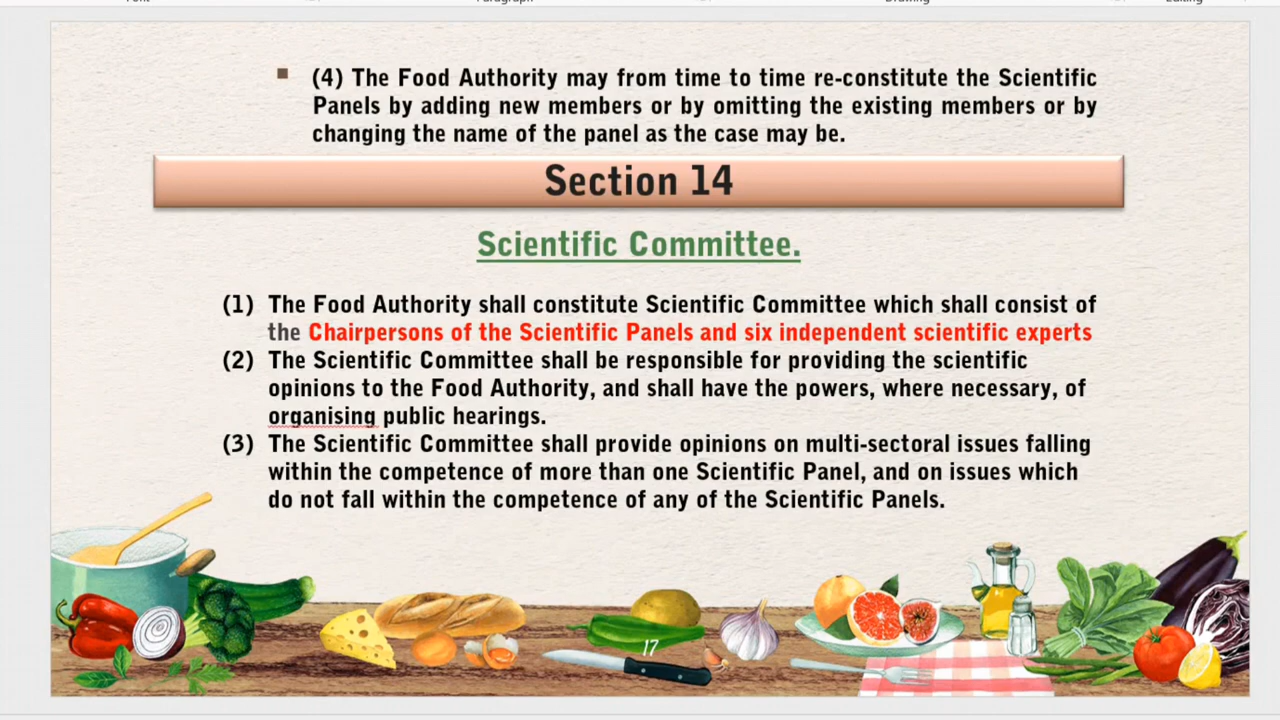 (4) The Food Authority may from time to time re-constitute the Scientific
Panels by adding new members or by omitting the existing members or by
changing the name of the panel as the case may be.
Section 14
Scientific Committee.
(1) The Food Authority shall constitute Scientific Committee which shall consist of
the Chairpersons of the Scientific Panels and six independent scientific experts
(2) The Scientific Committee shall be responsible for providing the scientific
opinions to the Food Authority, and shall have the powers, where necessary, of
organising public hearings.
(3) The Scientific Committee shall provide opinions on multi-sectoral issues falling
within the competence of more than one Scientific Panel, and on issues which
do not fall within the competence of any of the Scientific Panels.
17